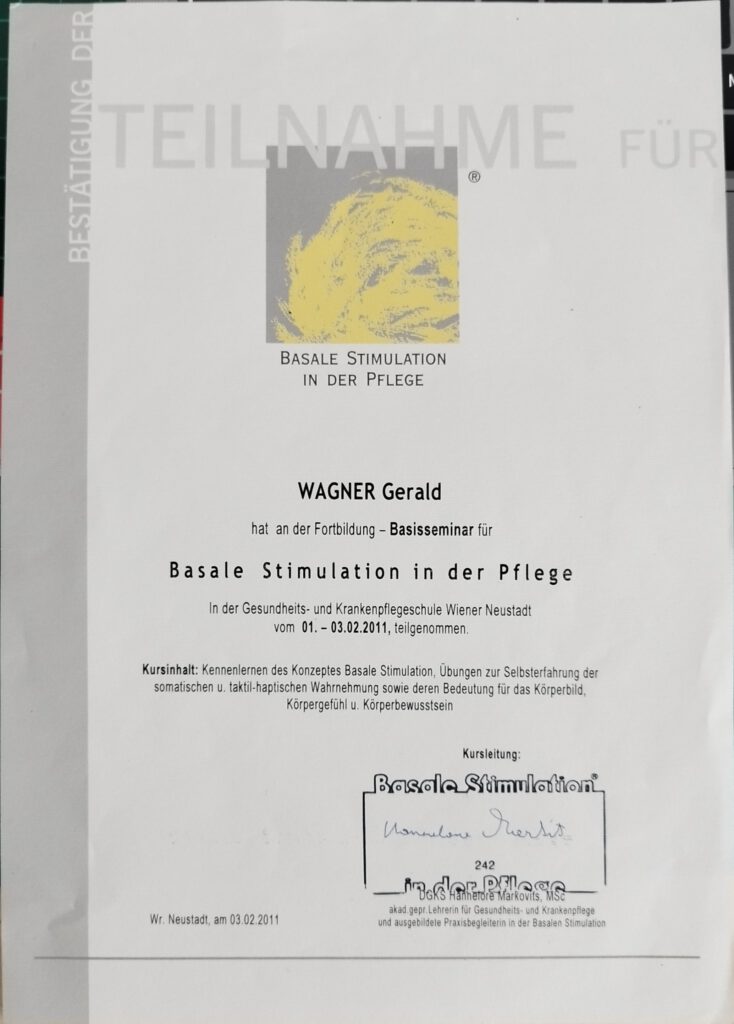 BESTÄTIGUNG DER
TEILNAHME FÜR
®
BASALE STIMULATION
IN DER PFLEGE
WAGNER Gerald
hat an der Fortbildung – Basisseminar für
Basale Stimulation in der Pflege
In der Gesundheits- und Krankenpflegeschule Wiener Neustadt
vom 01. – 03.02.2011, teilgenommen.
Kursinhalt: Kennenlernen des Konzeptes Basale Stimulation, Übungen zur Selbsterfahrung der
somatischen u. taktil-haptischen Wahrnehmung sowie deren Bedeutung für das Körperbild,
Körpergefühl u. Körperbewusstsein
Kursleitung:
Basale Stimulation®
242
in der Pflege
DGKS Hannelore Markovits, MSc
akad.gepr.Lehrerin für Gesundheits- und Krankenpflege
und ausgebildete Praxisbegleiterin in der Basalen Stimulation
Wr. Neustadt, am 03.02.2011